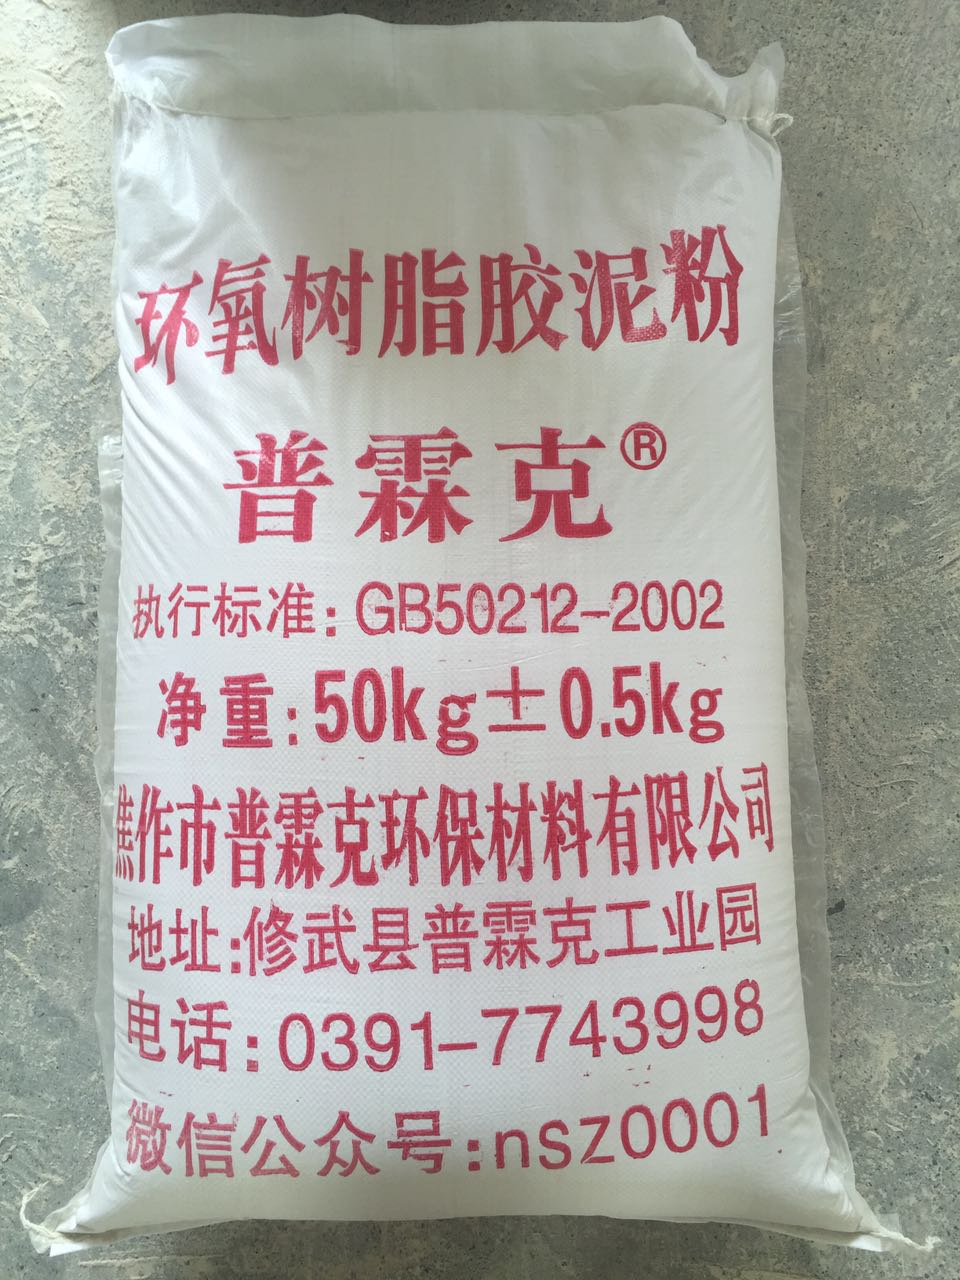 环氧树脂胶泥粉
普霖克®
执行标准：GB50212-2002
净重：50kg±0.5kg
焦作市普霖克环保材料有限公司
地址：修武县普霖克工业园
电话：0391-7743998
微信公众号：nsz0001